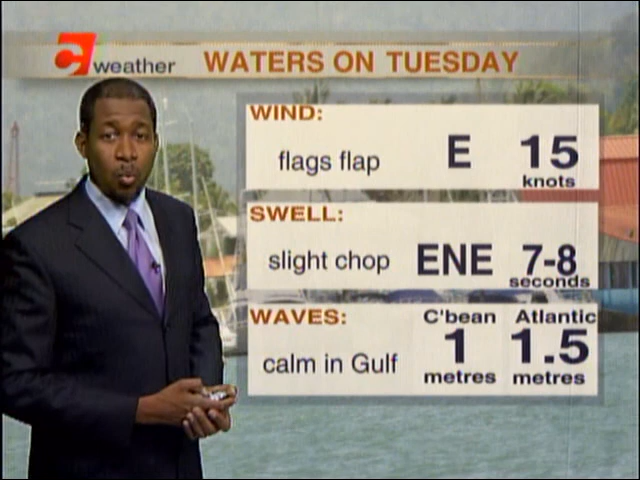 weather WATERS ON TUESDAY
WIND:
flags flap E 15
knots
SWELL:
slight chop ENE 7-8
seconds
WAVES: C'bean Atlantic
calm in Gulf 1 1.5
metres metres